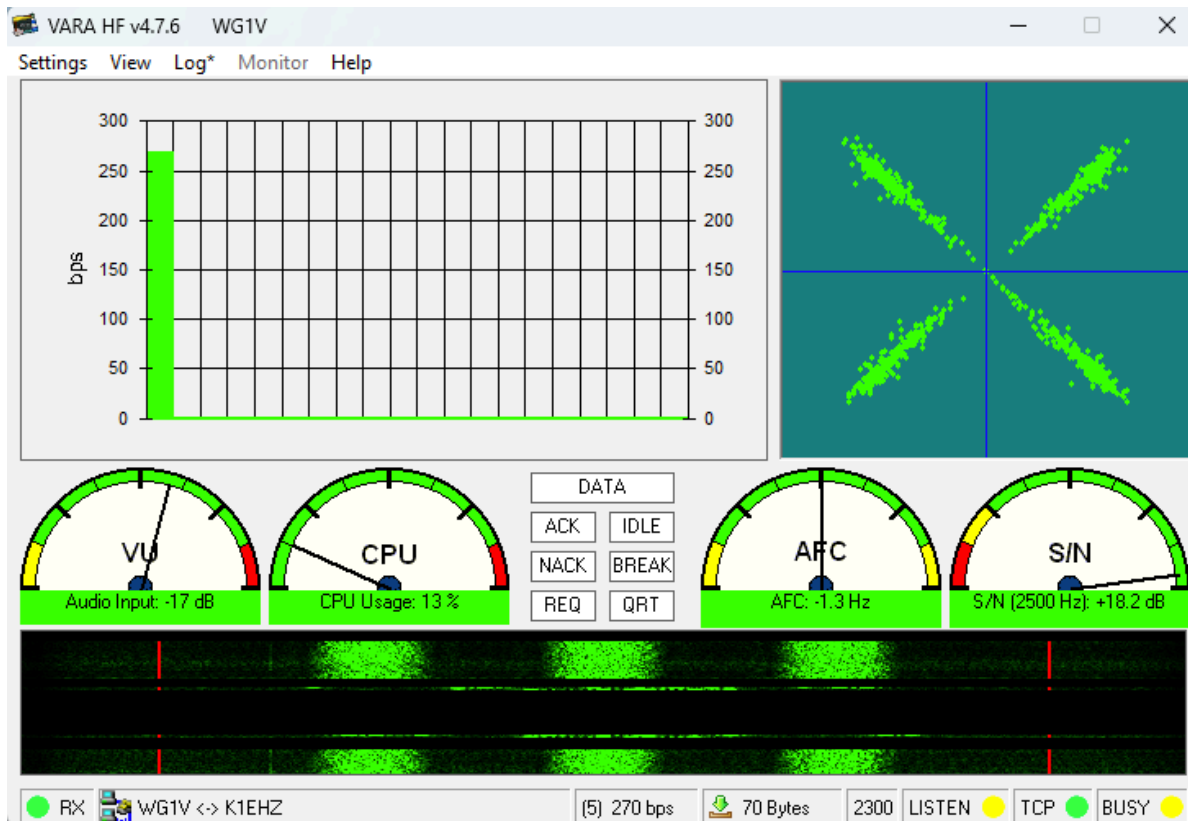 VARA HF v4.7.6 WG1V
Settings View Log* Monitor Help
300 300
250 250
200 200
bps
150 150
100 100
50 50
0 0
DATA
ACK IDLE
NACK BREAK
REQ QRT
VU
CPU
AFC
S/N
Audio Input: -17 dB
CPU Usage: 13 %
AFC: -1.3 Hz
S/N (2500 Hz): +18.2 dB
RX WG1V <-> K1EHZ (5) 270 bps 70 Bytes 2300 LISTEN TCP BUSY